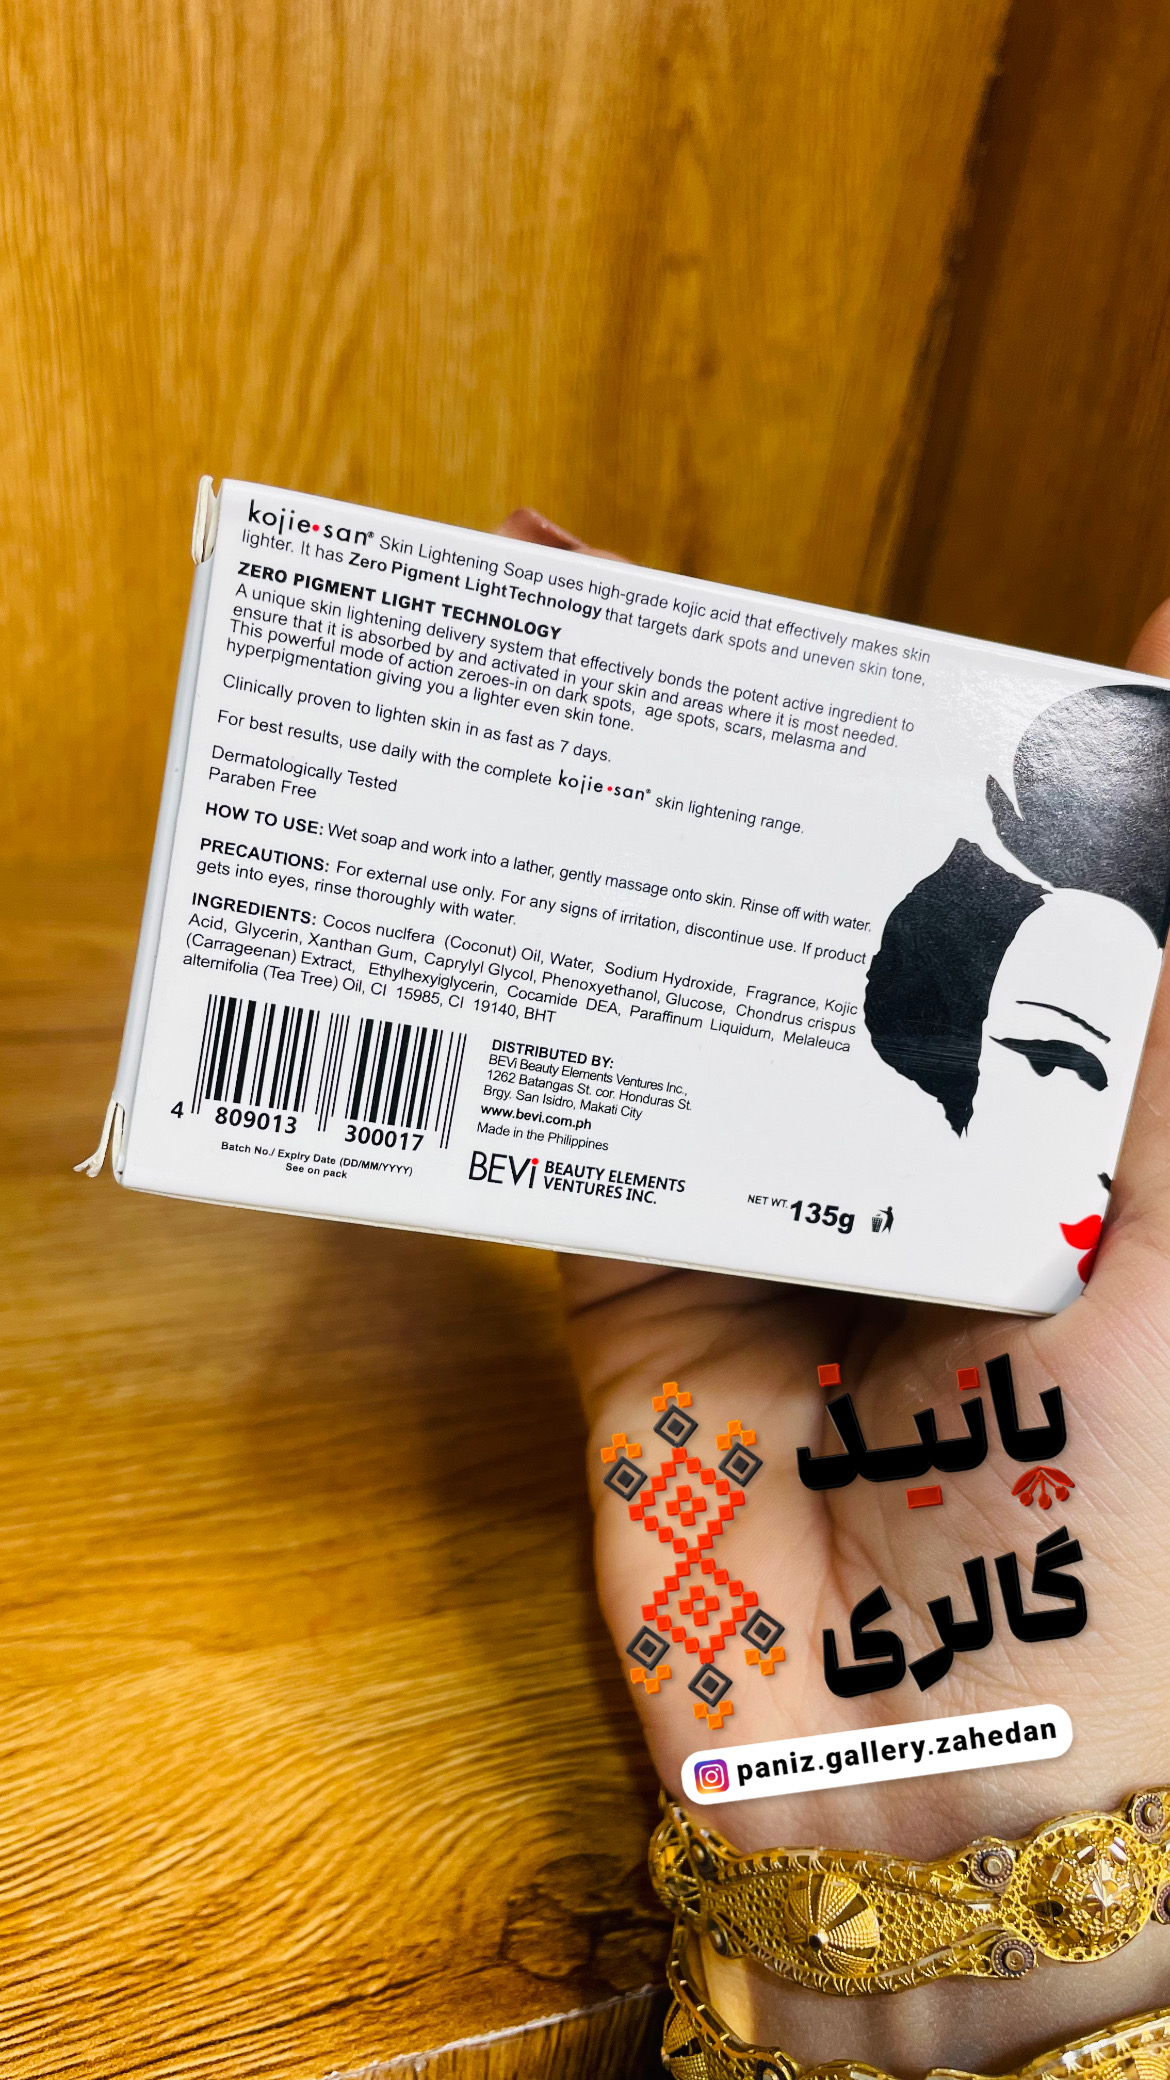 kojie•san® Skin Lightening Soap uses high-grade kojic acid that effectively makes skin
lighter. It has Zero Pigment Light Technology that targets dark spots and uneven skin tone,
ZERO PIGMENT LIGHT TECHNOLOGY
A unique skin lightening delivery system that effectively bonds the potent active ingredient to
ensure that it is absorbed by and activated in your skin and areas where it is most needed.
This powerful mode of action zeroes-in on dark spots, age spots, scars, melasma and
hyperpigmentation giving you a lighter even skin tone.
Clinically proven to lighten skin in as fast as 7 days.
For best results, use daily with the complete kojie•san® skin lightening range.
Dermatologically Tested
Paraben Free
HOW TO USE: Wet soap and work into a lather, gently massage onto skin. Rinse off with water.
PRECAUTIONS: For external use only. For any signs of irritation, discontinue use. If product
gets into eyes, rinse thoroughly with water.
INGREDIENTS: Cocos nucIfera (Coconut) Oil, Water, Sodium Hydroxide, Fragrance, Kojic
Acid, Glycerin, Xanthan Gum, Caprylyl Glycol, Phenoxyethanol, Glucose, Chondrus crispus
(Carrageenan) Extract, Ethylhexyiglycerin, Cocamide DEA, Paraffinum Liquidum, Melaleuca
alternifolia (Tea Tree) Oil, CI 15985, CI 19140, BHT
4 809013 300017
Batch No./ Expiry Date (DD/MM/YYYY)
See on pack
DISTRIBUTED BY:
BEVi Beauty Elements Ventures Inc.,
1262 Batangas St. cor. Honduras St.
Brgy. San Isidro, Makati City
www.bevi.com.ph
Made in the Philippines
BEVi BEAUTY ELEMENTS
VENTURES INC.
NET WT. 135g
پانیذ
گالری
paniz.gallery.zahedan